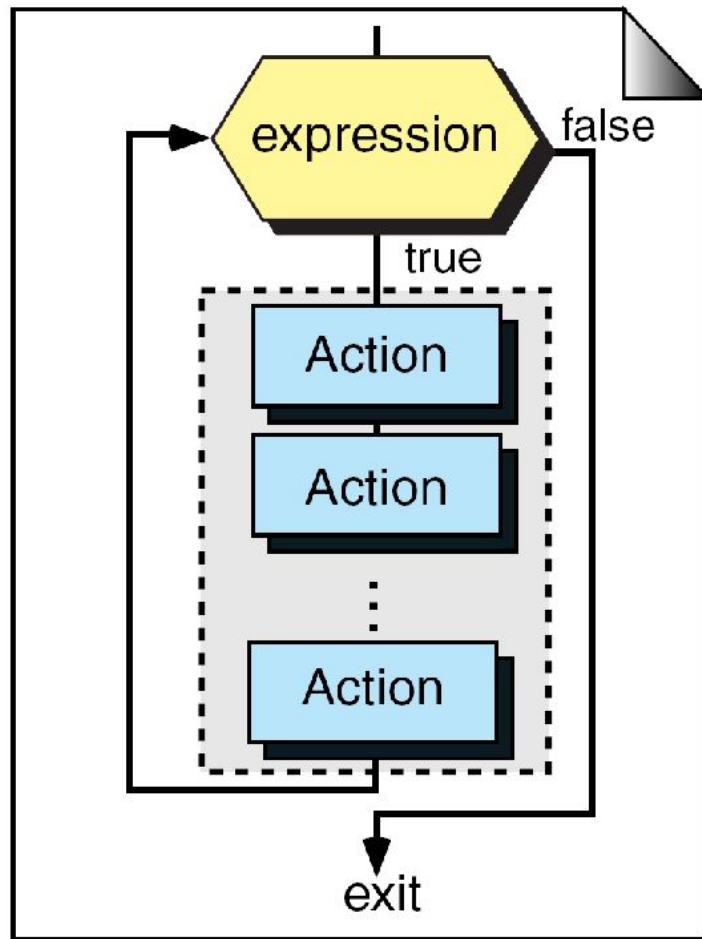 expression
false
true
Action
Action
Action
exit